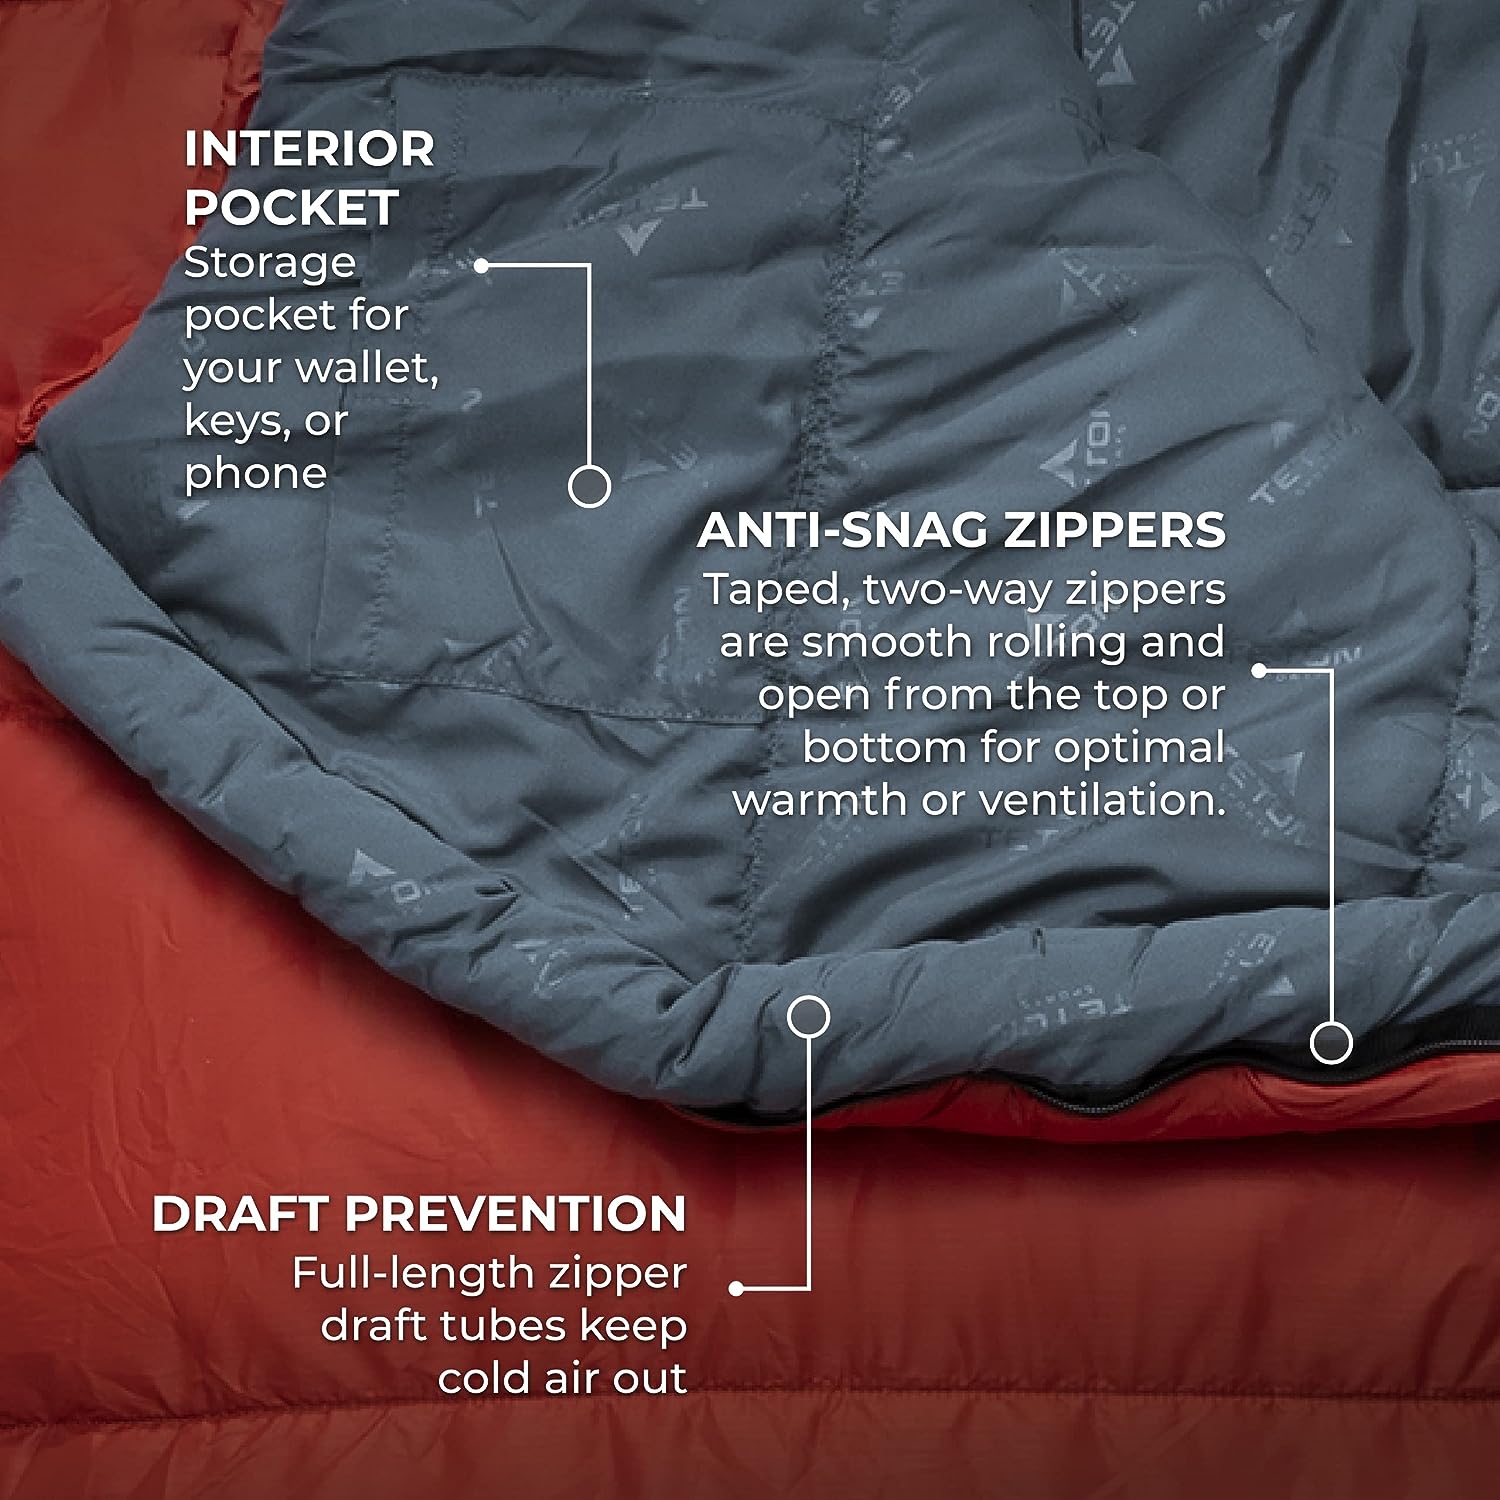 INTERIOR
POCKET
Storage
pocket for
your wallet,
keys, or
phone
ANTI-SNAG ZIPPERS
Taped, two-way zippers
are smooth rolling and
open from the top or
bottom for optimal
warmth or ventilation.
DRAFT PREVENTION
Full-length zipper
draft tubes keep
cold air out
TETON